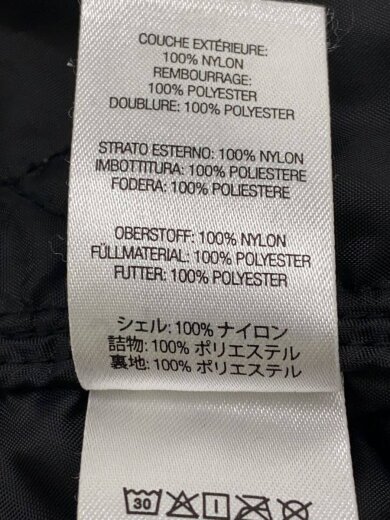 COUCHE EXTÉRIEURE:
100% NYLON
REMBOURRAGE:
100% POLYESTER
DOUBLURE: 100% POLYESTER
STRATO ESTERNO: 100% NYLON
IMBOTTITURA: 100% POLIESTERE
FODERA: 100% POLIESTERE
OBERSTOFF: 100% NYLON
FÜLLMATERIAL: 100% POLYESTER
FUTTER: 100% POLYESTER
シェル: 100% ナイロン
詰物: 100% ポリエステル
裏地: 100% ポリエステル
30